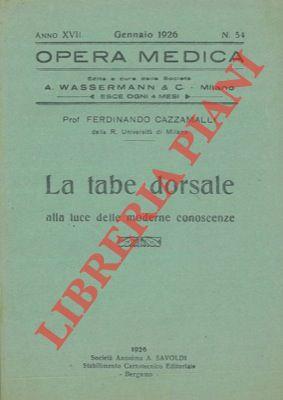 ANNO XVII. Gennaio 1926 N. 54
OPERA MEDICA
Edita a cura della Società
A. WASSERMANN & C. - Milano
ESCE OGNI 4 MESI
Prof FERDINANDO CAZZAMALLI
della R. Università di Milano
La tabe dorsale
alla luce delle moderne conoscenze
1926
Società Anonima A. SAVOLDI
Stabilimento Cartotecnico Editoriale
- Bergamo -
LIBRERIA PIANI